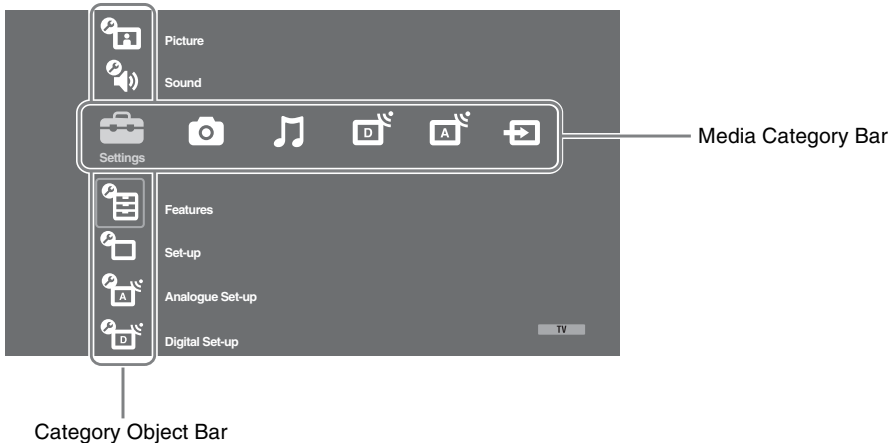 Picture
Sound
D
A
Media Category Bar
Settings
Features
Set-up
A
Analogue Set-up
TV
D
Digital Set-up
Category Object Bar